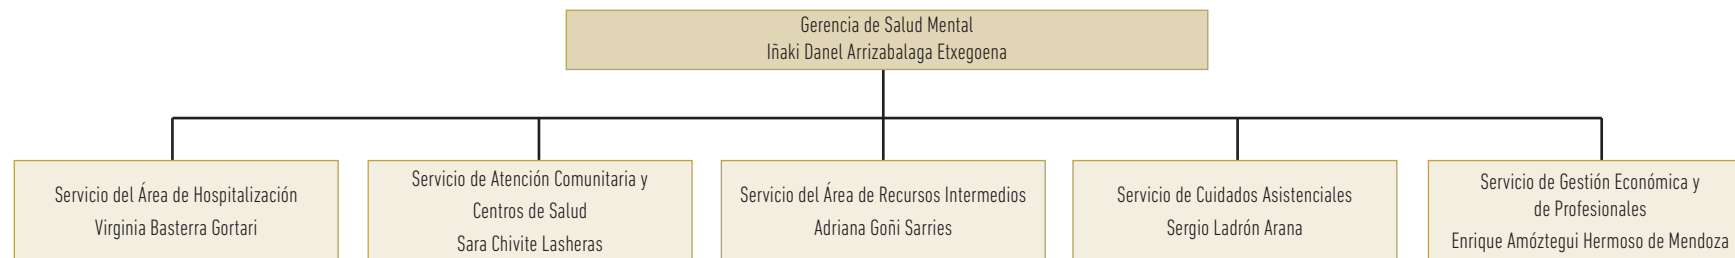 Gerencia de Salud Mental
Iñaki Danel Arrizabalaga Etxegoena
Servicio del Área de Hospitalización
Virginia Basterra Gortari
Servicio de Atención Comunitaria y
Centros de Salud
Sara Chivite Lasheras
Servicio del Área de Recursos Intermedios
Adriana Goñi Sarries
Servicio de Cuidados Asistenciales
Sergio Ladrón Arana
Servicio de Gestión Económica y
de Profesionales
Enrique Amóztegui Hermoso de Mendoza